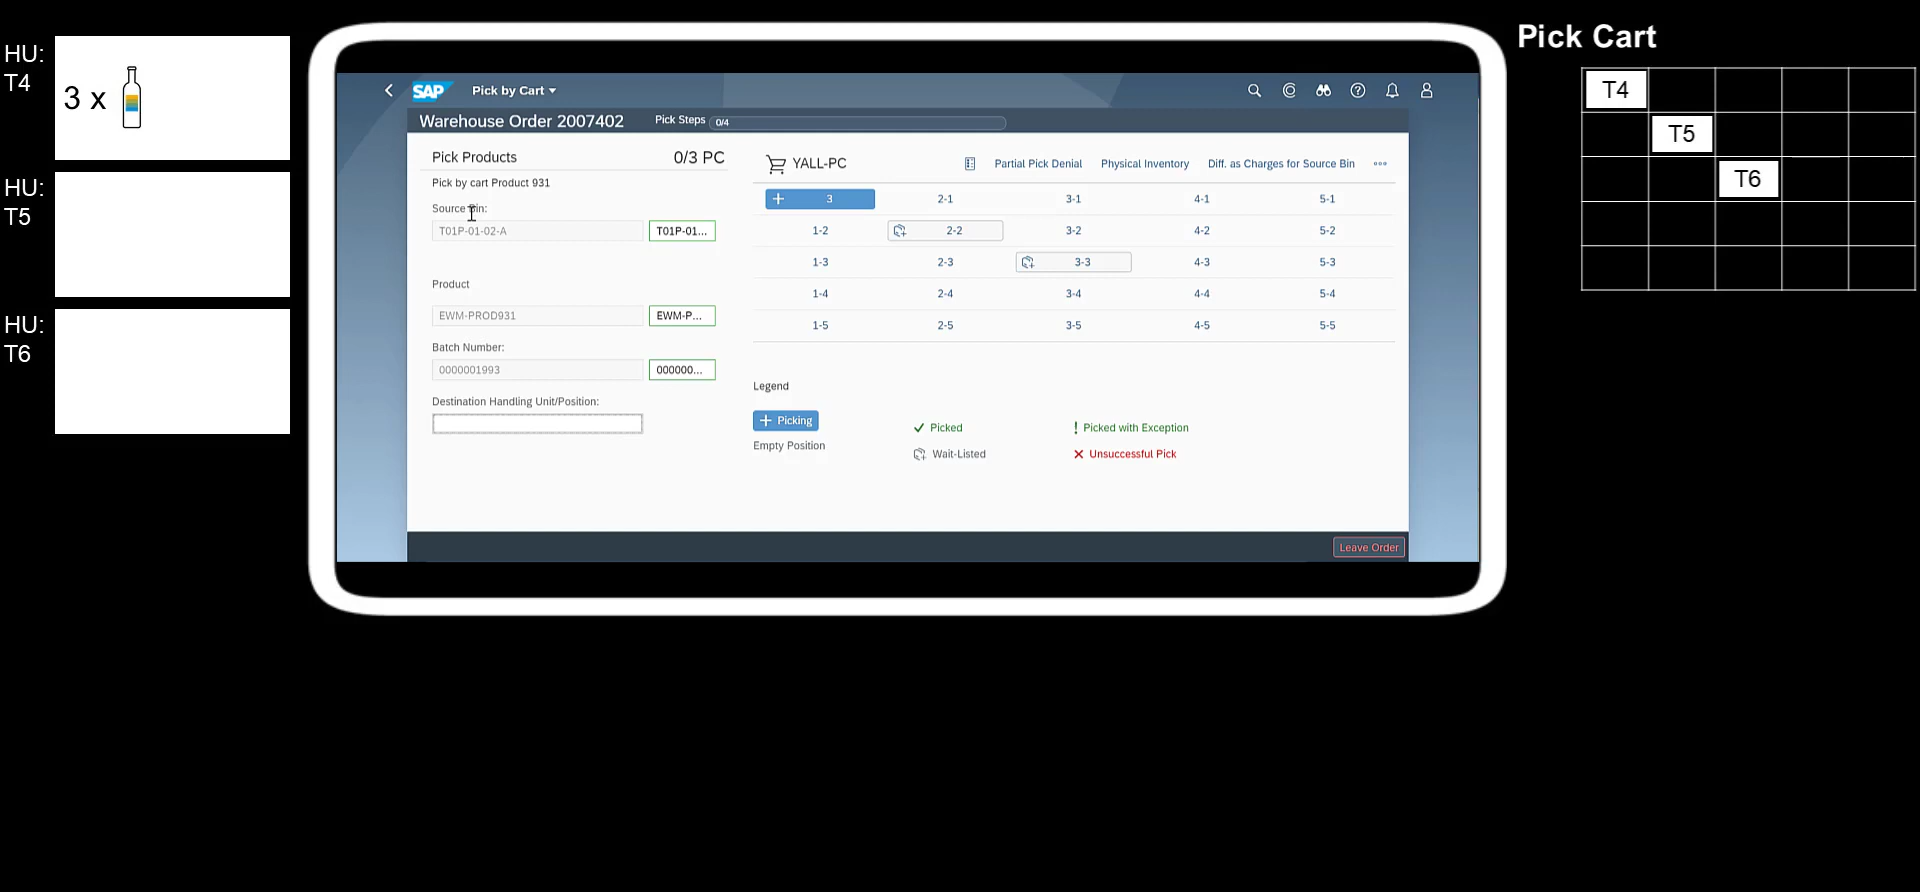 HU:
T4
3 x
HU:
T5
HU:
T6
SAP
Pick by Cart
Warehouse Order 2007402
Pick Steps
0/4
Pick Products
0/3 PC
Pick by cart Product 931
Source Bin:
T01P-01-02-A
T01P-01...
Product
EWM-PROD931
EWM-P...
Batch Number:
0000001993
000000...
Destination Handling Unit/Position:
YALL-PC
Partial Pick Denial
Physical Inventory
Diff. as Charges for Source Bin
3 2-1 3-1 4-1 5-1
1-2 2-2 3-2 4-2 5-2
1-3 2-3 3-3 4-3 5-3
1-4 2-4 3-4 4-4 5-4
1-5 2-5 3-5 4-5 5-5
Legend
Picking
Picked
Picked with Exception
Empty Position
Wait-Listed
Unsuccessful Pick
Leave Order
Pick Cart
T4
T5
T6